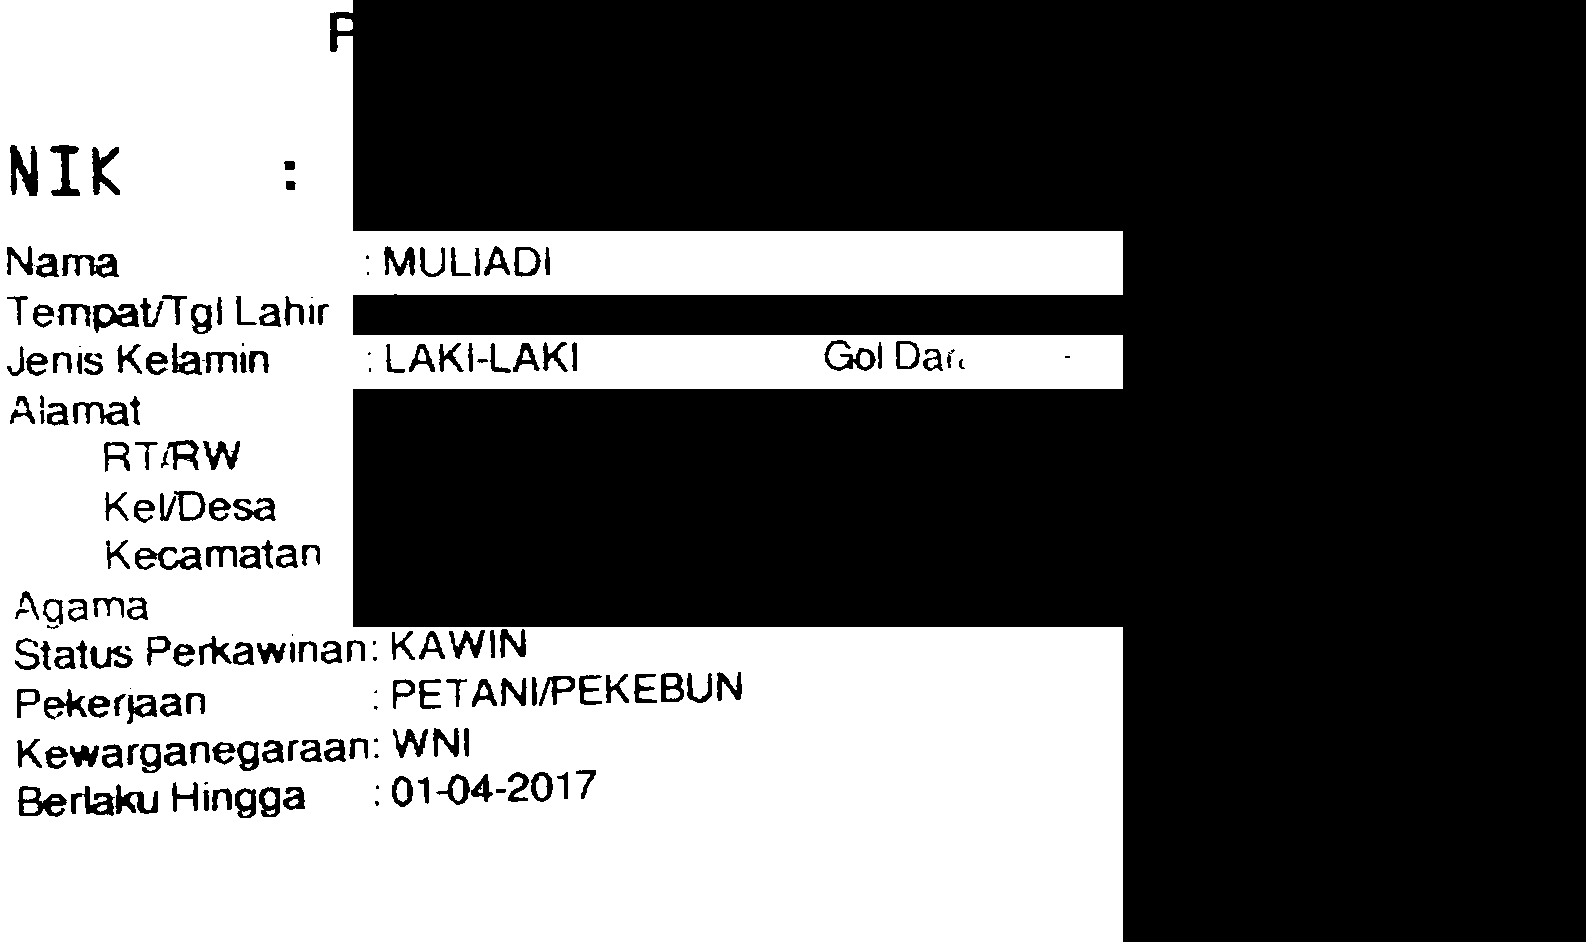 NIK :
Nama : MULIADI
Tempat/Tgl Lahir
Jenis Kelamin : LAKI-LAKI Gol -
Alamat
RT/RW
Kel/Desa
Kecamatan
Agama
Status Perkawinan: KAWIN
Pekerjaan : PETANI/PEKEBUN
Kewarganegaraan: WNI
Berlaku Hingga : 01-04-2017